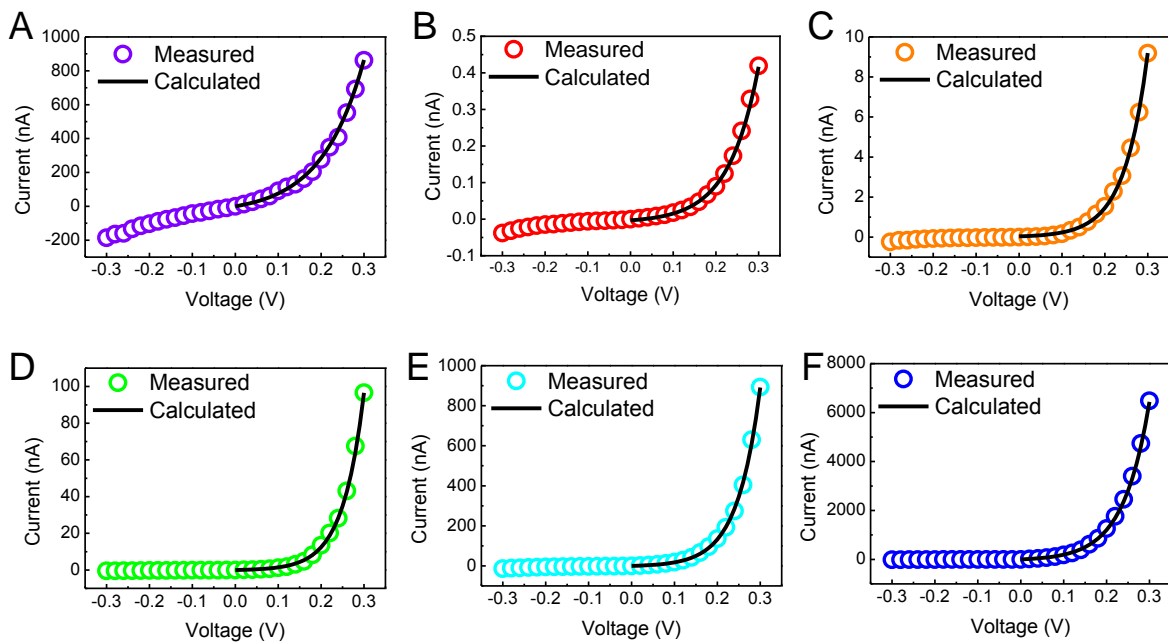 A
Measured
Calculated
1000
800
600
400
200
0
-200
Current (nA)
-0.3 -0.2 -0.1 0.0 0.1 0.2 0.3
Voltage (V)
B
Measured
Calculated
0.5
0.4
0.3
0.2
0.1
0.0
-0.1
Current (nA)
-0.3 -0.2 -0.1 0.0 0.1 0.2 0.3
Voltage (V)
C
Measured
Calculated
10
8
6
4
2
0
Current (nA)
-0.3 -0.2 -0.1 0.0 0.1 0.2 0.3
Voltage (V)
D
Measured
Calculated
100
80
60
40
20
0
Current (nA)
-0.3 -0.2 -0.1 0.0 0.1 0.2 0.3
Voltage (V)
E
Measured
Calculated
1000
800
600
400
200
0
Current (nA)
-0.3 -0.2 -0.1 0.0 0.1 0.2 0.3
Voltage (V)
F
Measured
Calculated
8000
6000
4000
2000
0
Current (nA)
-0.3 -0.2 -0.1 0.0 0.1 0.2 0.3
Voltage (V)